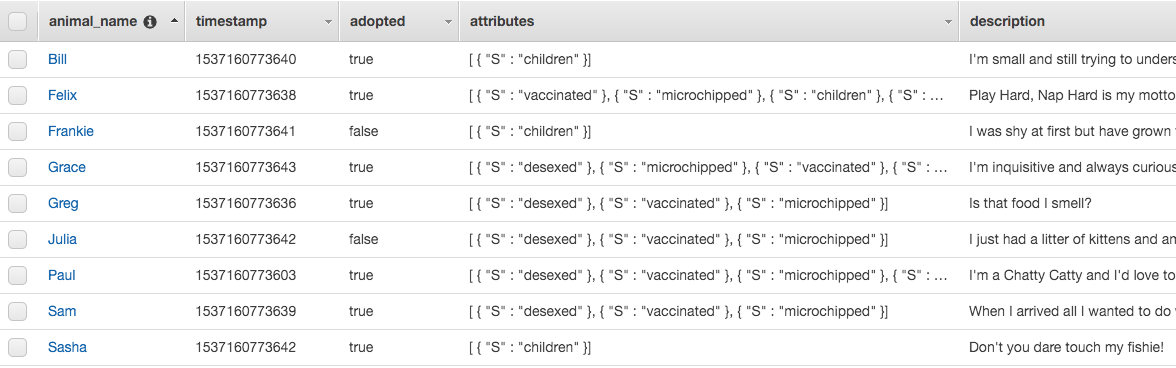 animal_name timestamp adopted attributes description
Bill 1537160773640 true [ { "S" : "children" }] I'm small and still trying to unders
Felix 1537160773638 true [ { "S" : "vaccinated" }, { "S" : "microchipped" }, { "S" : "children" }, { "S" : ... Play Hard, Nap Hard is my motto
Frankie 1537160773641 false [ { "S" : "children" }] I was shy at first but have grown
Grace 1537160773643 true [ { "S" : "desexed" }, { "S" : "microchipped" }, { "S" : "vaccinated" }, { "S" : ... I'm inquisitive and always curious
Greg 1537160773636 true [ { "S" : "desexed" }, { "S" : "vaccinated" }, { "S" : "microchipped" }] Is that food I smell?
Julia 1537160773642 false [ { "S" : "desexed" }, { "S" : "vaccinated" }, { "S" : "microchipped" }] I just had a litter of kittens and am
Paul 1537160773603 true [ { "S" : "desexed" }, { "S" : "vaccinated" }, { "S" : "microchipped" }, { "S" : ... I'm a Chatty Catty and I'd love to
Sam 1537160773639 true [ { "S" : "desexed" }, { "S" : "vaccinated" }, { "S" : "microchipped" }] When I arrived all I wanted to do
Sasha 1537160773642 true [ { "S" : "children" }] Don't you dare touch my fishie!